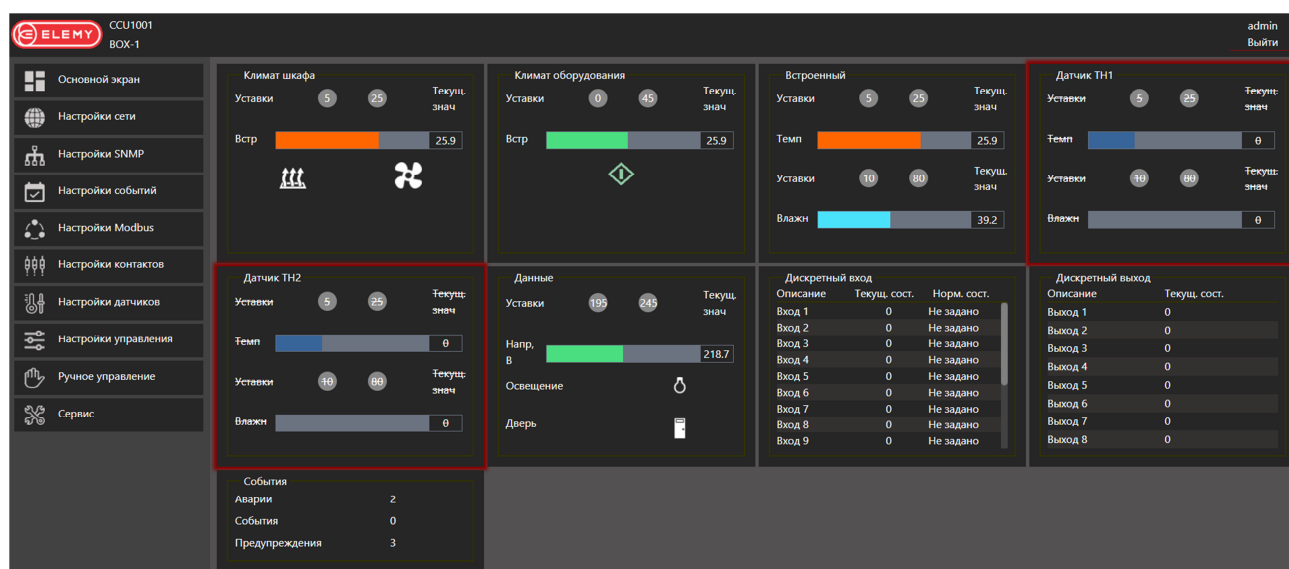 ELEMY
CCU1001
BOX-1
admin
Выйти
Основной экран
Настройки сети
Настройки SNMP
Настройки событий
Настройки Modbus
Настройки контактов
Настройки датчиков
Настройки управления
Ручное управление
Сервис
Климат шкафа
Уставки 5 25 Текущ.
знач
Встр 25.9
Климат оборудования
Уставки 0 45 Текущ.
знач
Встр 25.9
Встроенный
Уставки 5 25 Текущ.
знач
Темп 25.9
Уставки 10 80 Текущ.
знач
Влажн 39.2
Датчик TH1
Уставки 5 25 Текущ.
знач
Темп 0
Уставки 10 80 Текущ.
знач
Влажн 0
Датчик TH2
Уставки 5 25 Текущ.
знач
Темп 0
Уставки 10 80 Текущ.
знач
Влажн 0
Данные
Уставки 195 245 Текущ.
знач
Напр,
В 218.7
Освещение
Дверь
Дискретный вход
Описание Текущ. сост. Норм. сост.
Вход 1 0 Не задано
Вход 2 0 Не задано
Вход 3 0 Не задано
Вход 4 0 Не задано
Вход 5 0 Не задано
Вход 6 0 Не задано
Вход 7 0 Не задано
Вход 8 0 Не задано
Вход 9 0 Не задано
Дискретный выход
Описание Текущ. сост.
Выход 1 0
Выход 2 0
Выход 3 0
Выход 4 0
Выход 5 0
Выход 6 0
Выход 7 0
Выход 8 0
События
Аварии 2
События 0
Предупреждения 3